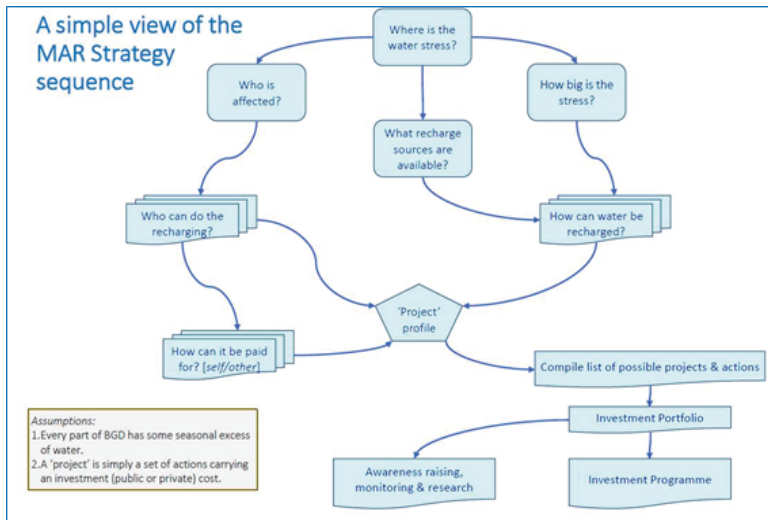 A simple view of the
MAR Strategy
sequence
Where is the
water stress?
Who is
affected?
How big is the
stress?
What recharge
sources are
available?
Who can do the
recharging?
How can water be
recharged?
'Project'
profile
How can it be paid
for? [self/other]
Compile list of possible projects & actions
Investment Portfolio
Awareness raising,
monitoring & research
Investment Programme
Assumptions:
1.Every part of BGD has some seasonal excess
of water.
2.A 'project' is simply a set of actions carrying
an investment (public or private) cost.